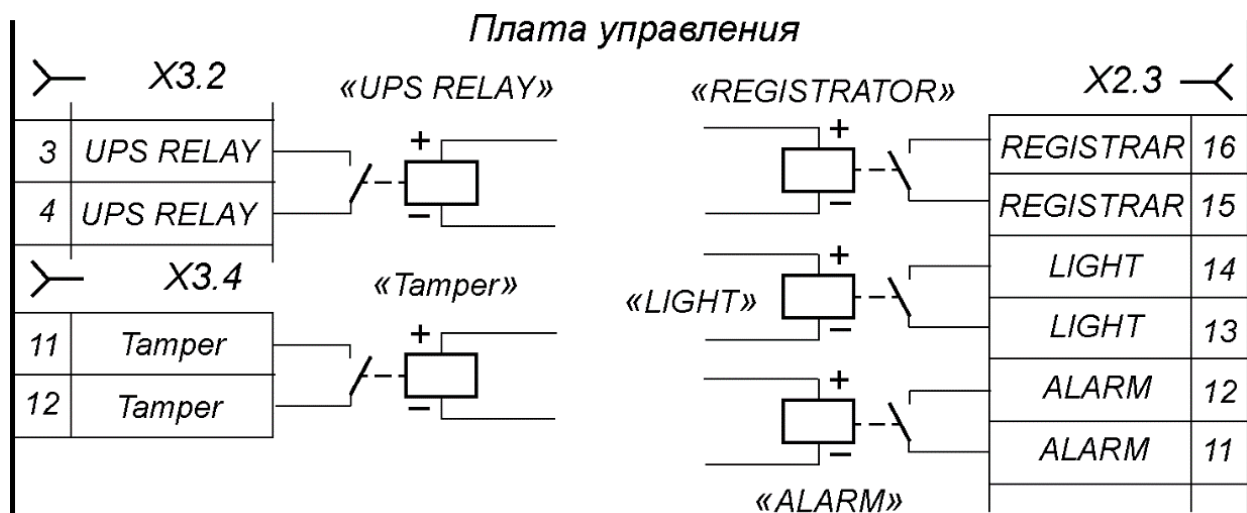 Плата управления
X3.2
«UPS RELAY»
3 UPS RELAY
4 UPS RELAY
+
−
X3.4
«Tamper»
11 Tamper
12 Tamper
+
−
«REGISTRATOR»
X2.3
+
−
REGISTRAR 16
REGISTRAR 15
«LIGHT»
+
−
LIGHT 14
LIGHT 13
+
−
ALARM 12
ALARM 11
«ALARM»